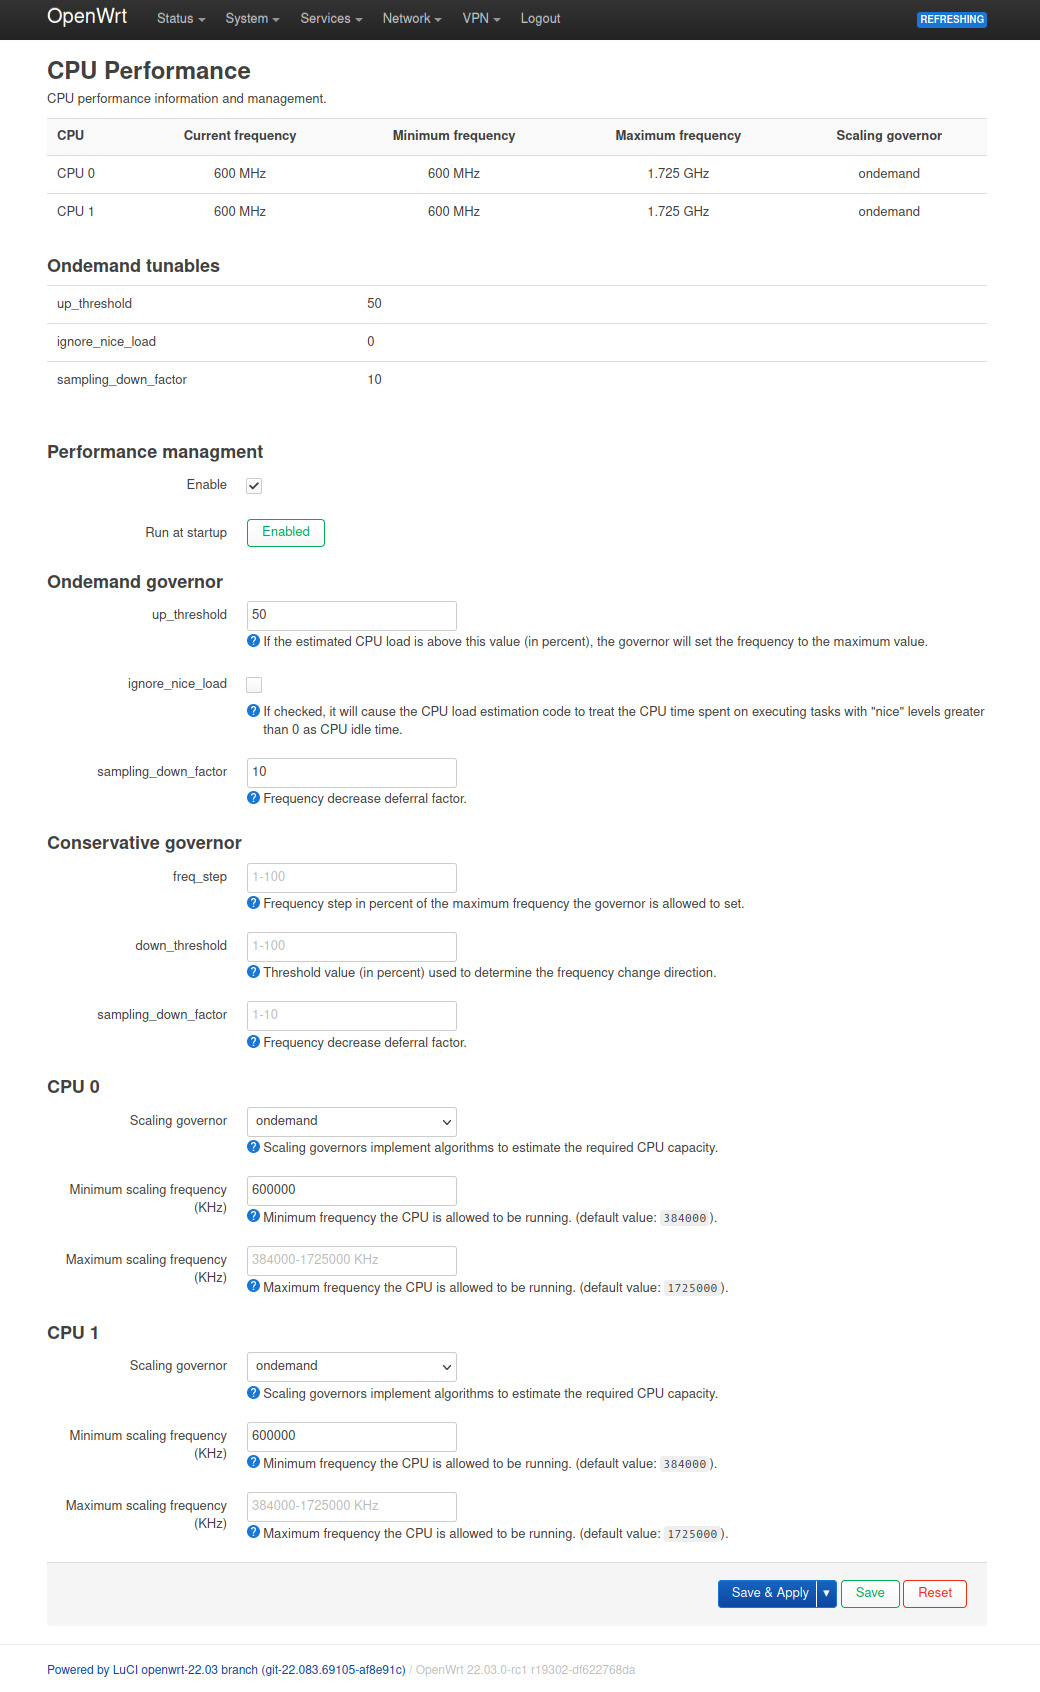 OpenWrt Status System Services Network VPN Logout REFRESHING
CPU Performance
CPU performance information and management.
CPU Current frequency Minimum frequency Maximum frequency Scaling governor
CPU 0 600 MHz 600 MHz 1.725 GHz ondemand
CPU 1 600 MHz 600 MHz 1.725 GHz ondemand
Ondemand tunables
up_threshold 50
ignore_nice_load 0
sampling_down_factor 10
Performance managment
Enable
Run at startup Enabled
Ondemand governor
up_threshold 50
If the estimated CPU load is above this value (in percent), the governor will set the frequency to the maximum value.
ignore_nice_load
If checked, it will cause the CPU load estimation code to treat the CPU time spent on executing tasks with "nice" levels greater
than 0 as CPU idle time.
sampling_down_factor 10
Frequency decrease deferral factor.
Conservative governor
freq_step 1-100
Frequency step in percent of the maximum frequency the governor is allowed to set.
down_threshold 1-100
Threshold value (in percent) used to determine the frequency change direction.
sampling_down_factor 1-10
Frequency decrease deferral factor.
CPU 0
Scaling governor ondemand
Scaling governors implement algorithms to estimate the required CPU capacity.
Minimum scaling frequency 600000
(KHz)
Minimum frequency the CPU is allowed to be running. (default value: 384000 ).
Maximum scaling frequency 384000-1725000 KHz
(KHz)
Maximum frequency the CPU is allowed to be running. (default value: 1725000 ).
CPU 1
Scaling governor ondemand
Scaling governors implement algorithms to estimate the required CPU capacity.
Minimum scaling frequency 600000
(KHz)
Minimum frequency the CPU is allowed to be running. (default value: 384000 ).
Maximum scaling frequency 384000-1725000 KHz
(KHz)
Maximum frequency the CPU is allowed to be running. (default value: 1725000 ).
Save & Apply Save Reset
Powered by LuCI openwrt-22.03 branch (git-22.083.69105-af8e91c) / OpenWrt 22.03.0-rc1 r19302-df622768da